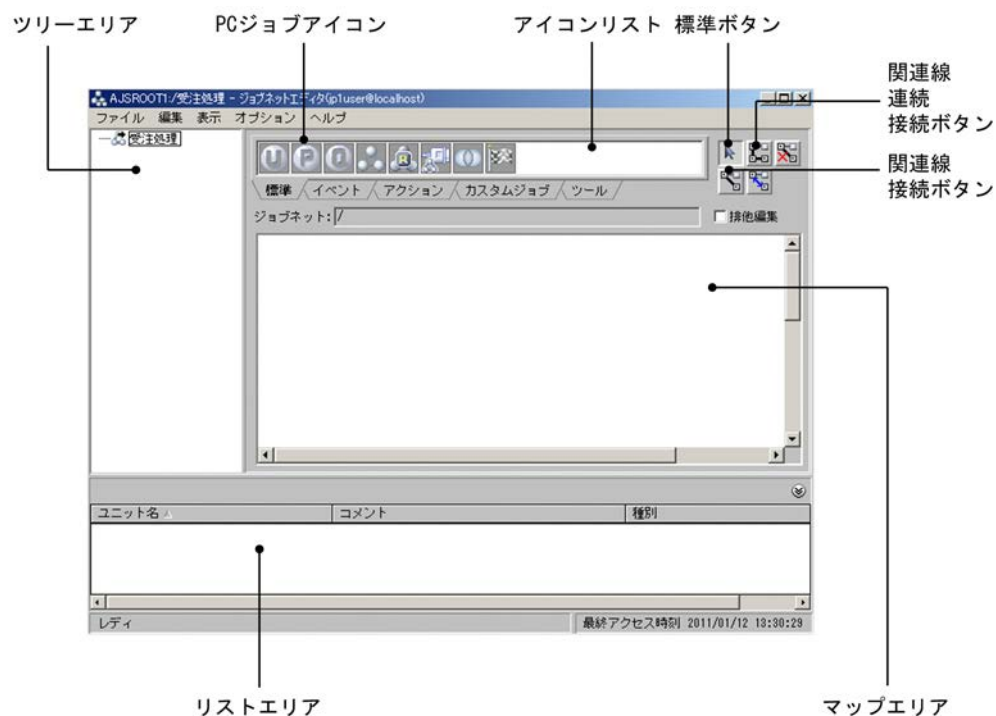 ツリーエリア
PCジョブアイコン
アイコンリスト
標準ボタン
関連線
連続
接続ボタン
関連線
接続ボタン
AJSROOT1:/受注処理 - ジョブネットエディタ(jp1user@localhost)
ファイル 編集 表示 オプション ヘルプ
受注処理
U P Q R
標準 イベント アクション カスタムジョブ ツール
ジョブネット: /
排他編集
ユニット名 コメント 種別
レディ
最終アクセス時刻 2011/01/12 13:30:29
リストエリア
マップエリア